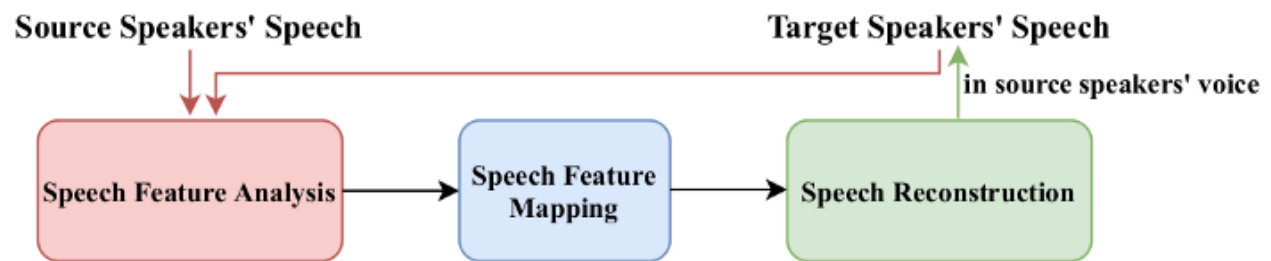 Source Speakers' Speech
Target Speakers' Speech
in source speakers' voice
Speech Feature Analysis
Speech Feature
Mapping
Speech Reconstruction